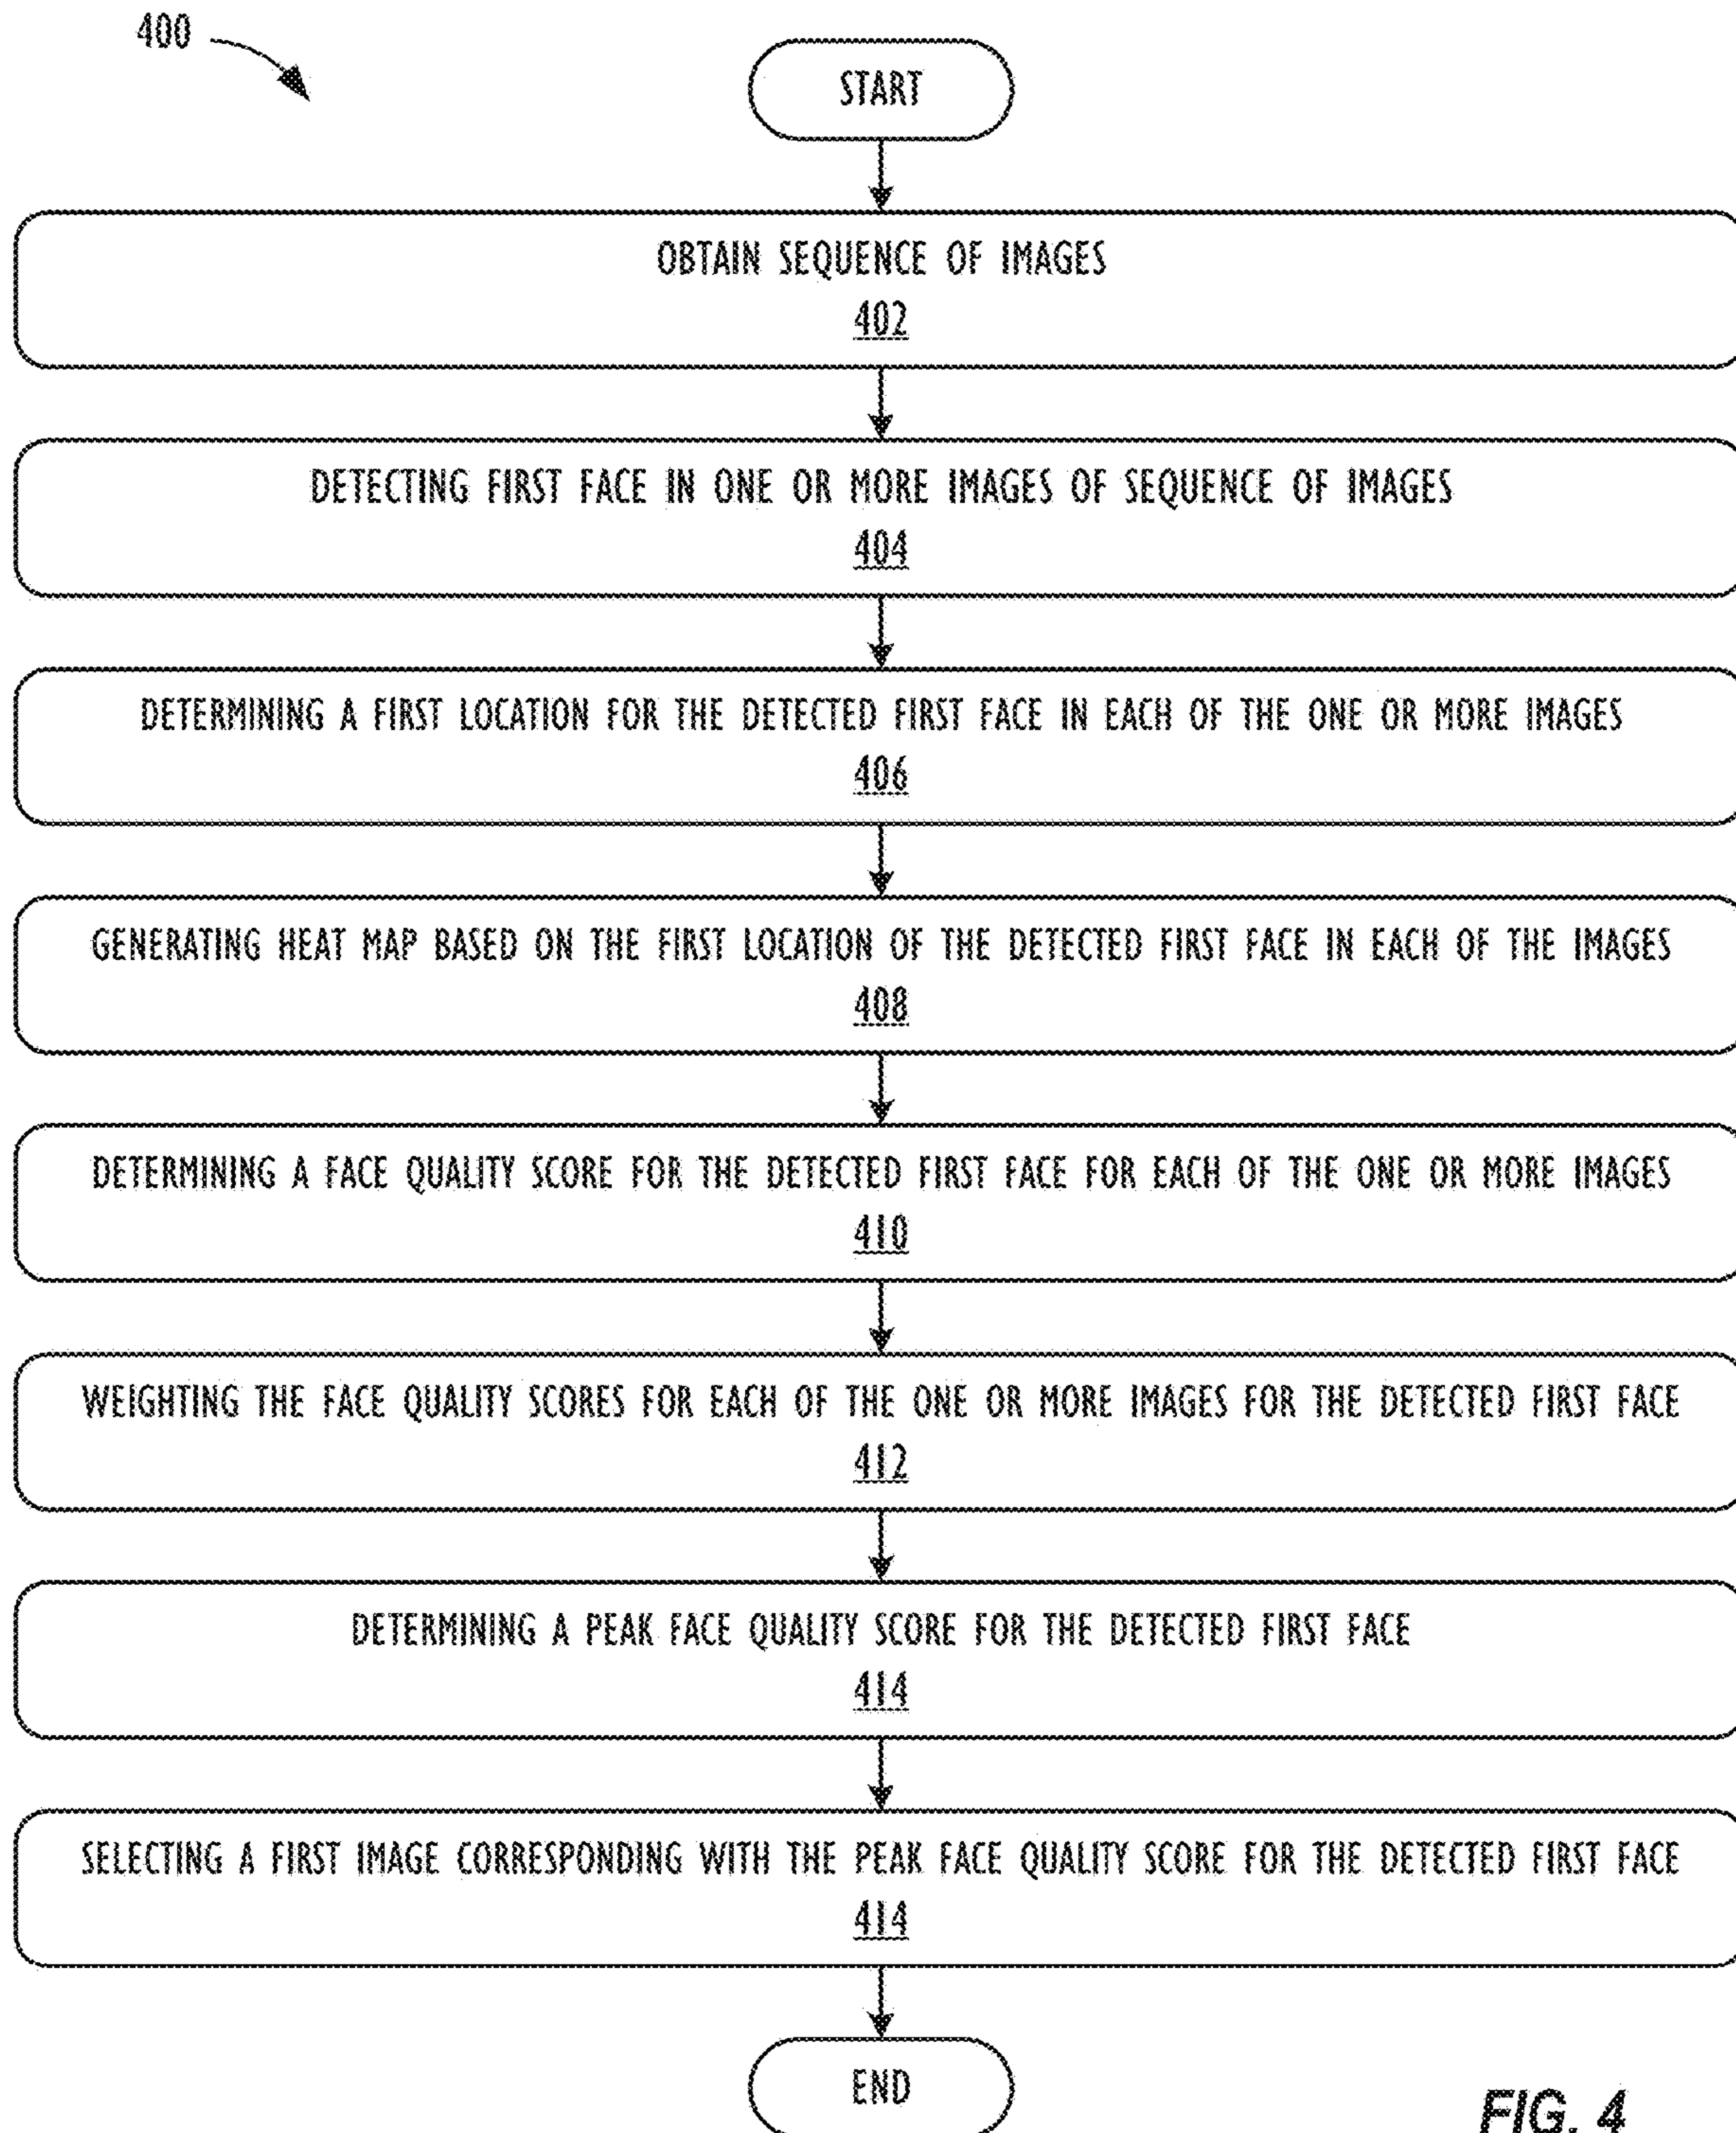 400
START
OBTAIN SEQUENCE OF IMAGES
402
DETECTING FIRST FACE IN ONE OR MORE IMAGES OF SEQUENCE OF IMAGES
404
DETERMINING A FIRST LOCATION FOR THE DETECTED FIRST FACE IN EACH OF THE ONE OR MORE IMAGES
406
GENERATING HEAT MAP BASED ON THE FIRST LOCATION OF THE DETECTED FIRST FACE IN EACH OF THE IMAGES
408
DETERMINING A FACE QUALITY SCORE FOR THE DETECTED FIRST FACE FOR EACH OF THE ONE OR MORE IMAGES
410
WEIGHTING THE FACE QUALITY SCORES FOR EACH OF THE ONE OR MORE IMAGES FOR THE DETECTED FIRST FACE
412
DETERMINING A PEAK FACE QUALITY SCORE FOR THE DETECTED FIRST FACE
414
SELECTING A FIRST IMAGE CORRESPONDING WITH THE PEAK FACE QUALITY SCORE FOR THE DETECTED FIRST FACE
414
END
FIG. 4